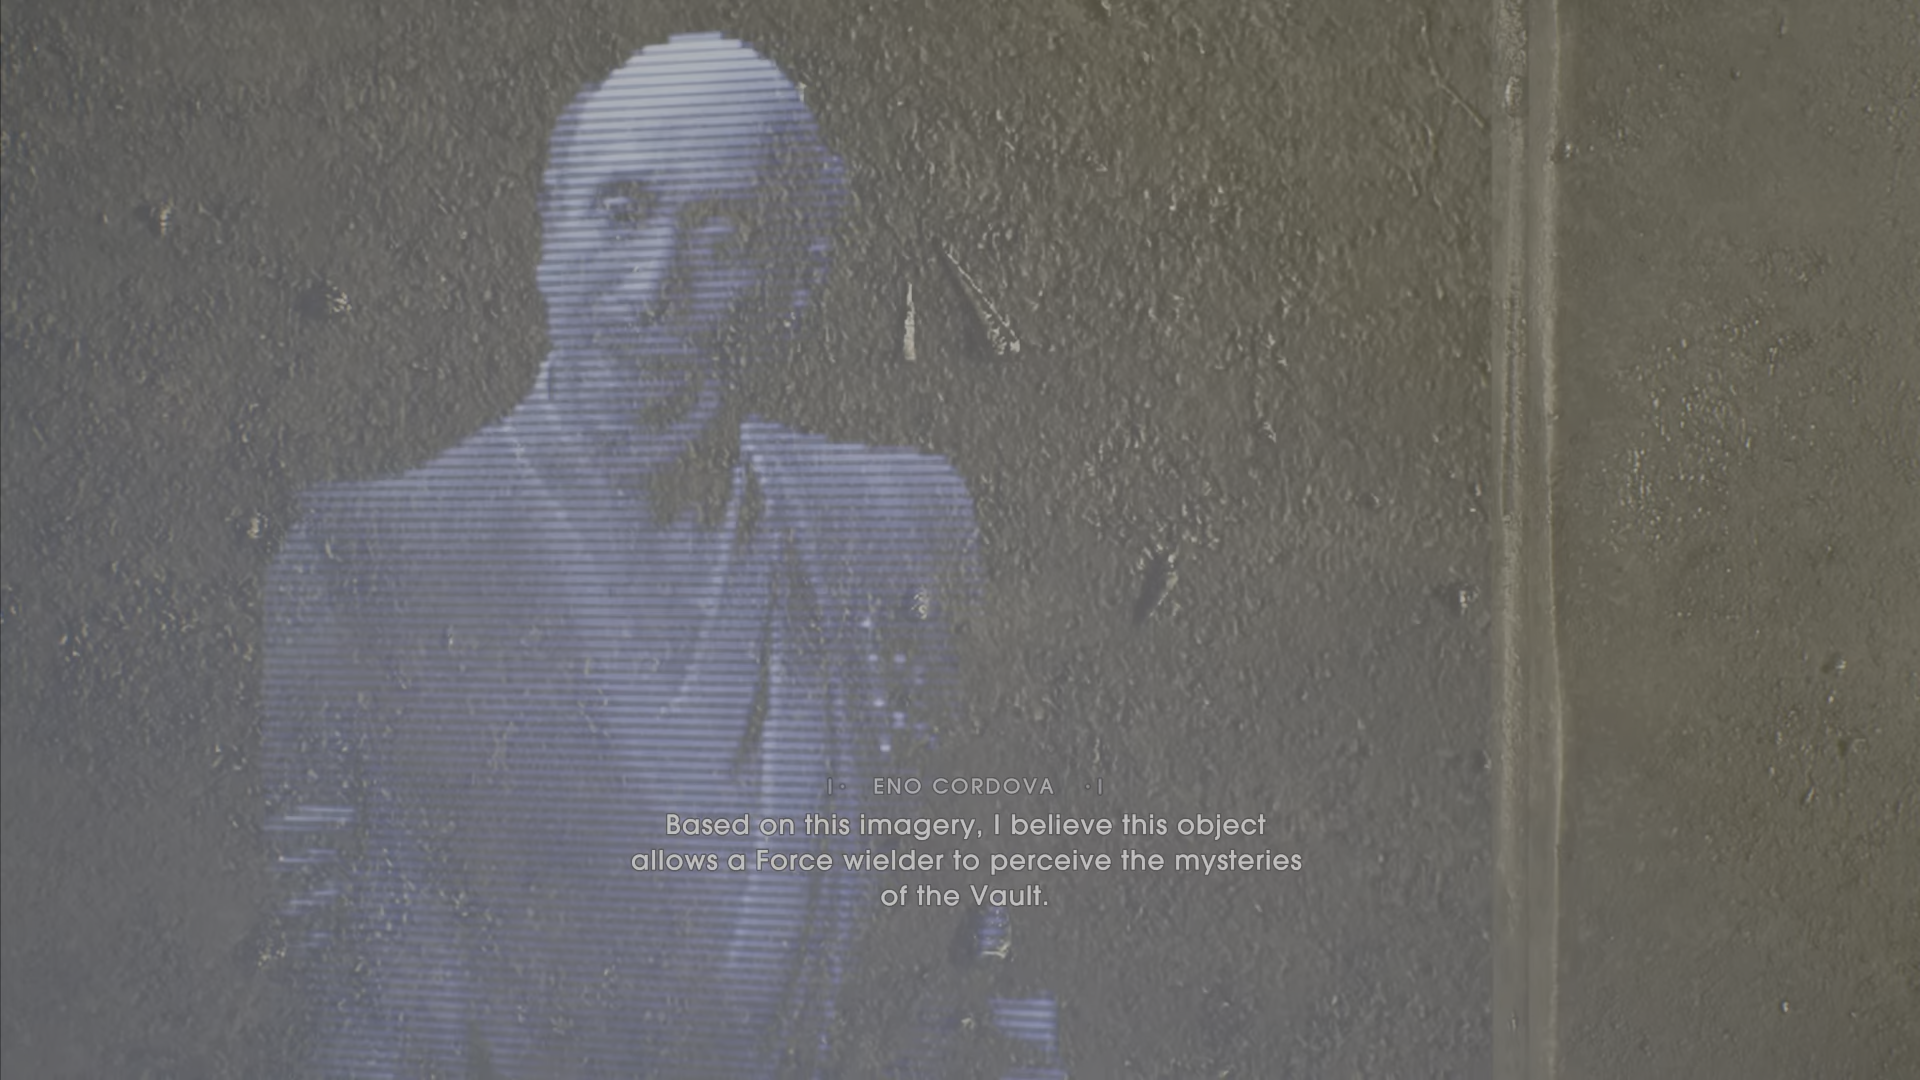 ENO CORDOVA
Based on this imagery, I believe this object
allows a Force wielder to perceive the mysteries
of the Vault.